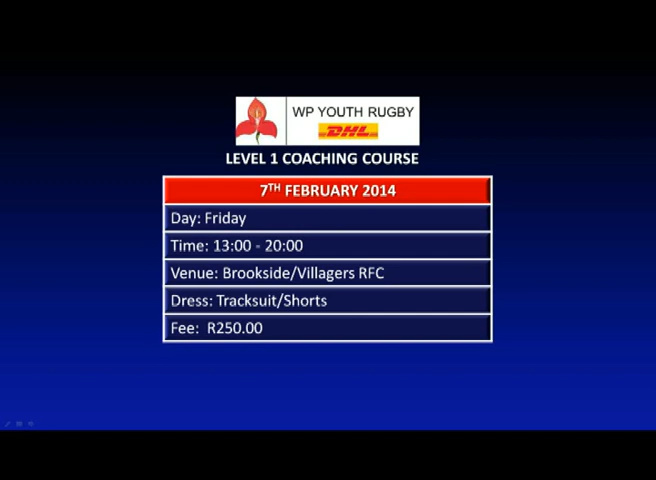 WP YOUTH RUGBY
DHL
LEVEL 1 COACHING COURSE
7TH FEBRUARY 2014
Day: Friday
Time: 13:00 - 20:00
Venue: Brookside/Villagers RFC
Dress: Tracksuit/Shorts
Fee: R250.00